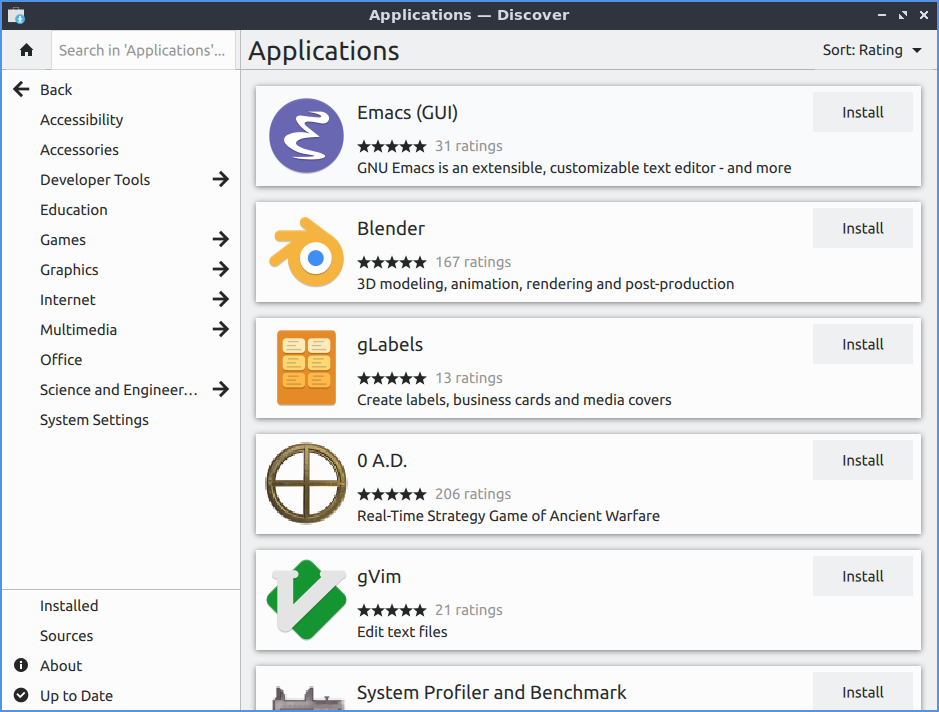 Applications — Discover
Search in 'Applications'...
Applications
Sort: Rating
Back
Accessibility
Accessories
Developer Tools
Education
Games
Graphics
Internet
Multimedia
Office
Science and Engineer...
System Settings
Installed
Sources
About
Up to Date
Emacs (GUI)
Install
31 ratings
GNU Emacs is an extensible, customizable text editor - and more
Blender
Install
167 ratings
3D modeling, animation, rendering and post-production
gLabels
Install
13 ratings
Create labels, business cards and media covers
0 A.D.
Install
206 ratings
Real-Time Strategy Game of Ancient Warfare
gVim
Install
21 ratings
Edit text files
System Profiler and Benchmark
Install